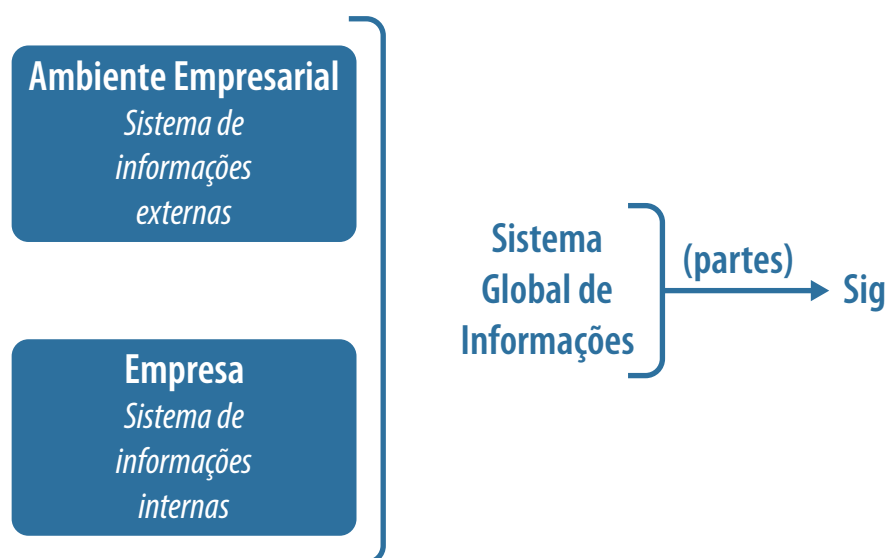 Ambiente Empresarial
Sistema de
informações
externas
Empresa
Sistema de
informações
internas
Sistema
Global de
Informações
(partes)
Sig